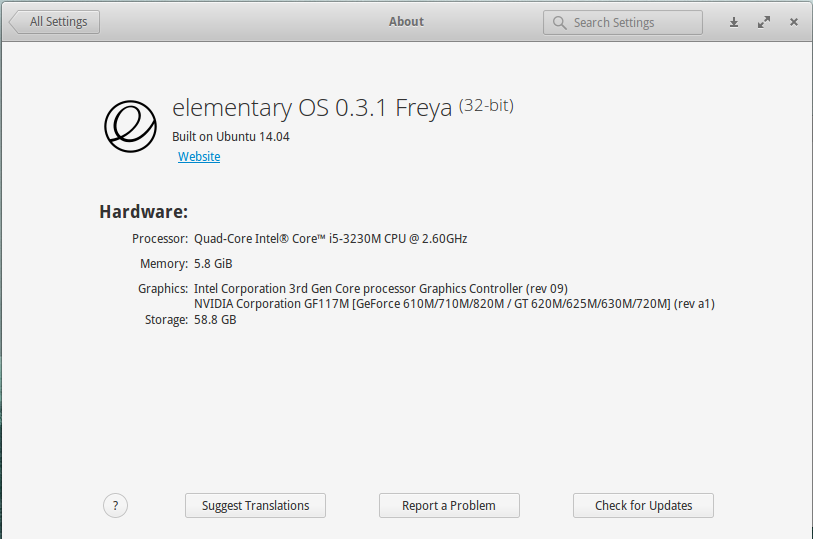 All Settings
About
Search Settings
elementary OS 0.3.1 Freya (32-bit)
Built on Ubuntu 14.04
Website
Hardware:
Processor: Quad-Core Intel® Core™ i5-3230M CPU @ 2.60GHz
Memory: 5.8 GiB
Graphics: Intel Corporation 3rd Gen Core processor Graphics Controller (rev 09)
NVIDIA Corporation GF117M [GeForce 610M/710M/820M / GT 620M/625M/630M/720M] (rev a1)
Storage: 58.8 GB
?
Suggest Translations
Report a Problem
Check for Updates